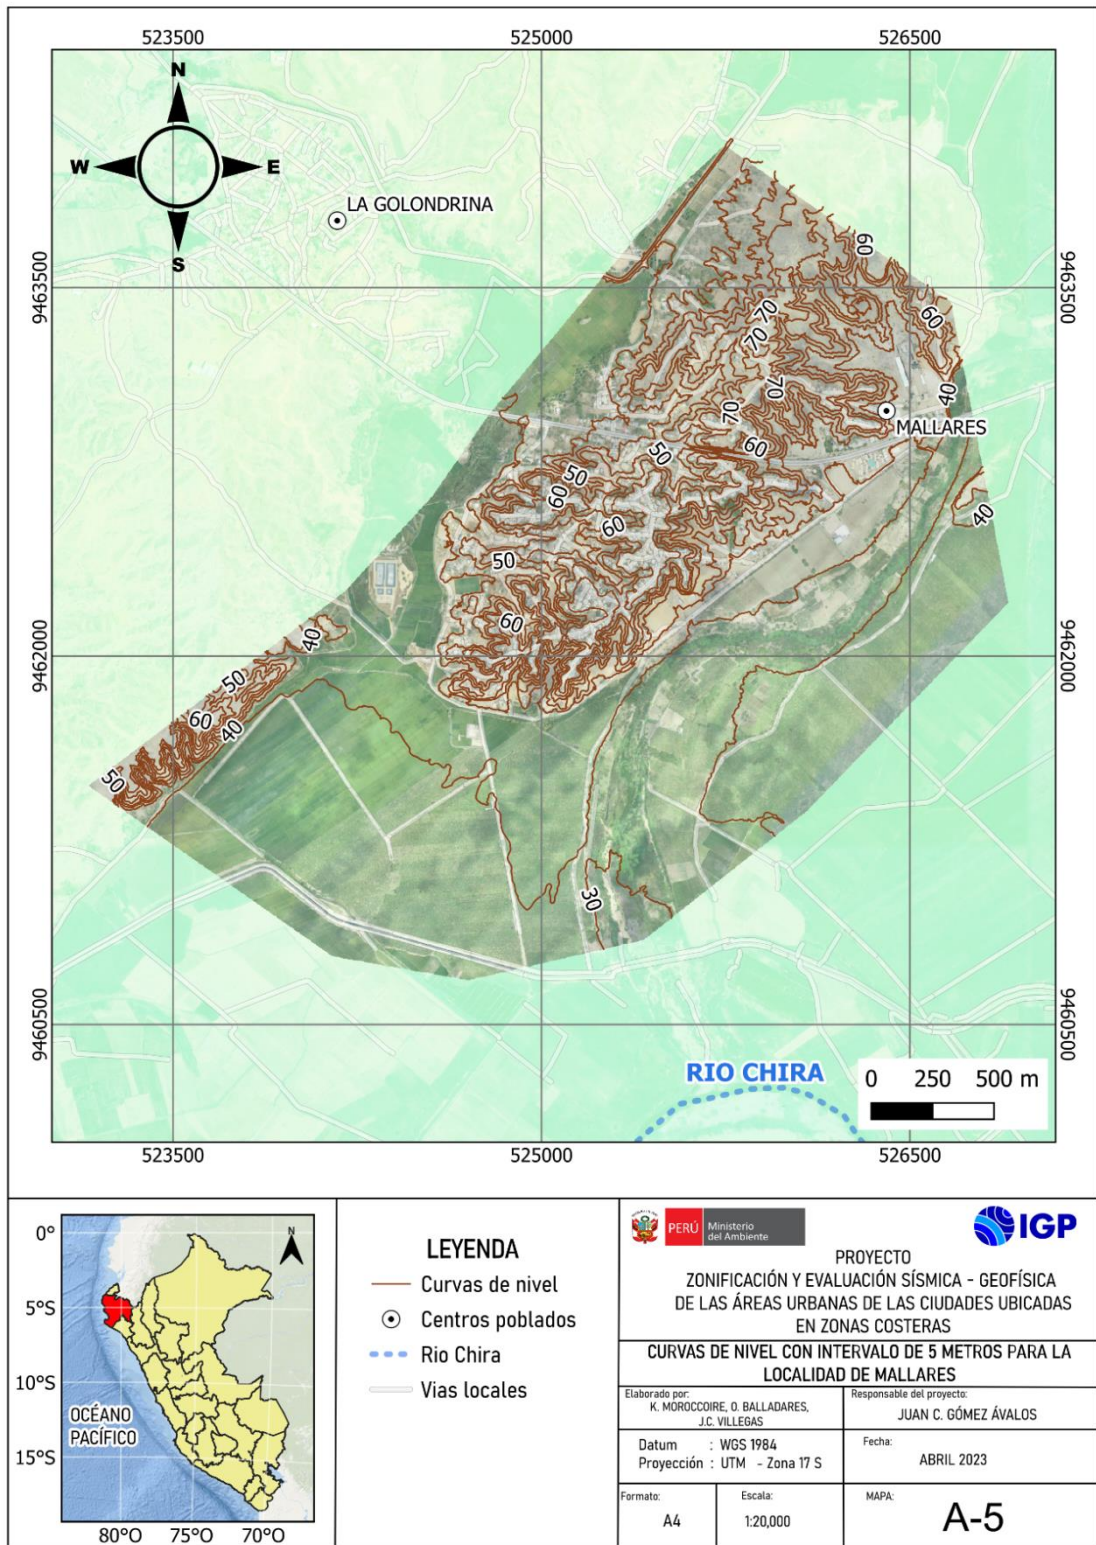 523500 525000 526500
N
W E
S
LA GOLONDRINA
60
9463500 9463500
60
70
70
40
70
70
MALLARES
60
50
50
60
40
60
50
60
40
9462000 9462000
50
60
40
50
30
9460500 9460500
RIO CHIRA
0 250 500 m
523500 525000 526500
0°
5°S
10°S
15°S
N
OCÉANO
PACÍFICO
80°O 75°O 70°O
LEYENDA
Curvas de nivel
Centros poblados
Rio Chira
Vias locales
PERÚ Ministerio
del Ambiente
IGP
PROYECTO
ZONIFICACIÓN Y EVALUACIÓN SÍSMICA - GEOFÍSICA
DE LAS ÁREAS URBANAS DE LAS CIUDADES UBICADAS
EN ZONAS COSTERAS
CURVAS DE NIVEL CON INTERVALO DE 5 METROS PARA LA
LOCALIDAD DE MALLARES
Elaborado por:
K. MOROCCOIRE, O. BALLADARES,
J.C. VILLEGAS
Responsable del proyecto:
JUAN C. GÓMEZ ÁVALOS
Datum : WGS 1984
Proyección : UTM - Zona 17 S
Fecha:
ABRIL 2023
Formato:
A4
Escala:
1:20,000
MAPA:
A-5